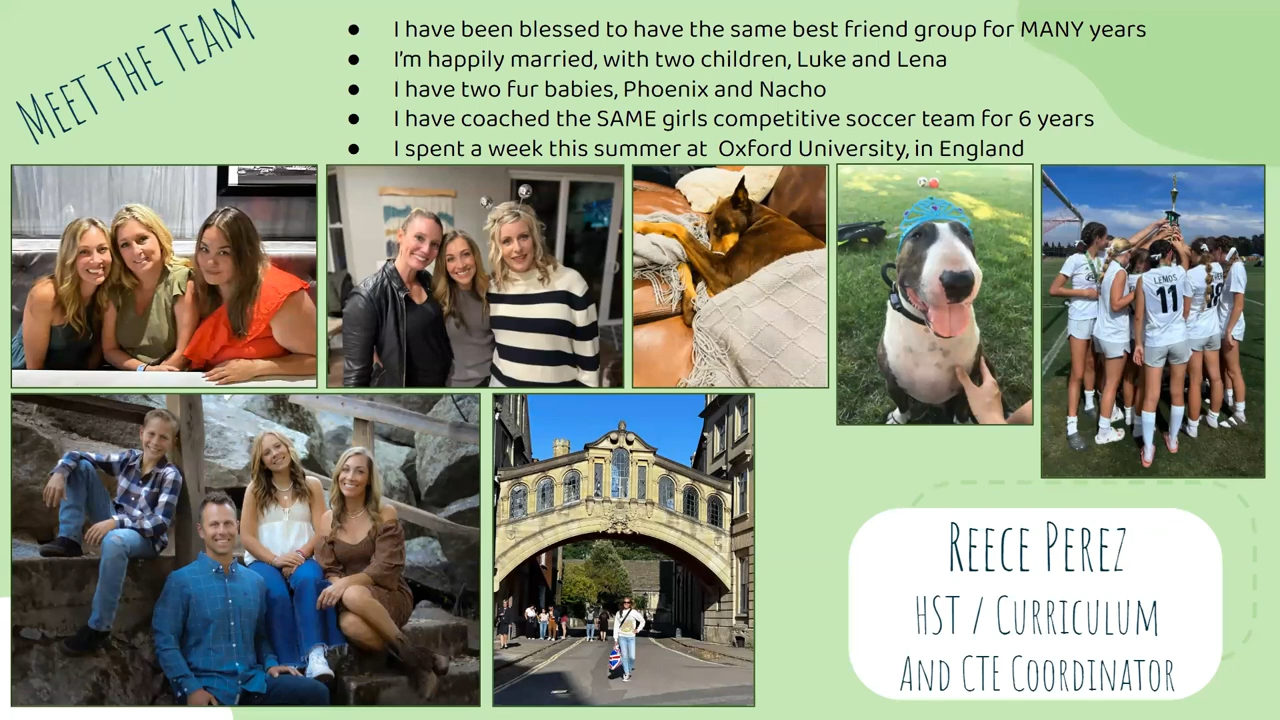 MEET THE TEAM
● I have been blessed to have the same best friend group for MANY years
● I'm happily married, with two children, Luke and Lena
● I have two fur babies, Phoenix and Nacho
● I have coached the SAME girls competitive soccer team for 6 years
● I spent a week this summer at  Oxford University, in England
LEMOS
11
REECE PEREZ
HST / CURRICULUM
AND CTE COORDINATOR